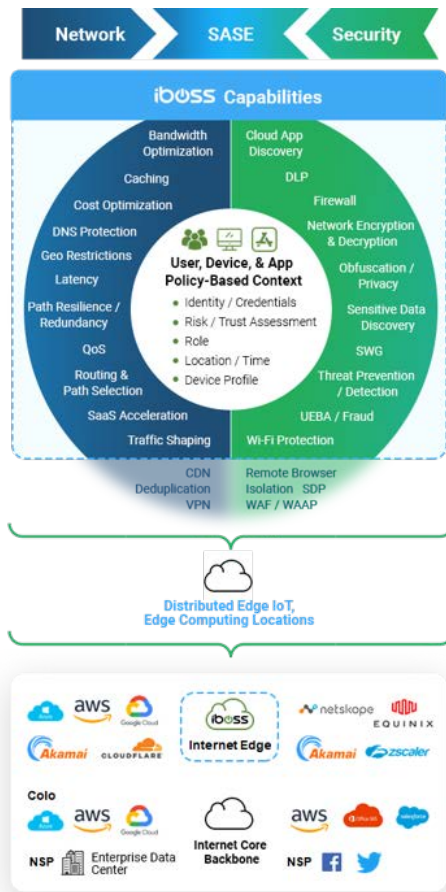 Network
SASE
Security
iboss Capabilities
Bandwidth
Optimization
Caching
Cost Optimization
DNS Protection
Geo Restrictions
Latency
Path Resilience /
Redundancy
QoS
Routing &
Path Selection
SaaS Acceleration
Traffic Shaping
Cloud App
Discovery
DLP
Firewall
Network Encryption
& Decryption
Obfuscation /
Privacy
Sensitive Data
Discovery
SWG
Threat Prevention
/ Detection
UEBA / Fraud
Wi-Fi Protection
User, Device, & App
Policy-Based Context
• Identity / Credentials
• Risk / Trust Assessment
• Role
• Location / Time
• Device Profile
CDN
Deduplication
VPN
Remote Browser
Isolation SDP
WAF / WAAP
Distributed Edge IoT,
Edge Computing Locations
aws
Google Cloud
Akamai
CLOUDFLARE
iboss
Internet Edge
netskope
EQUINIX
Akamai
zscaler
Colo
aws
Google Cloud
NSP
Enterprise Data
Center
Internet Core
Backbone
aws
Office 365
salesforce
NSP